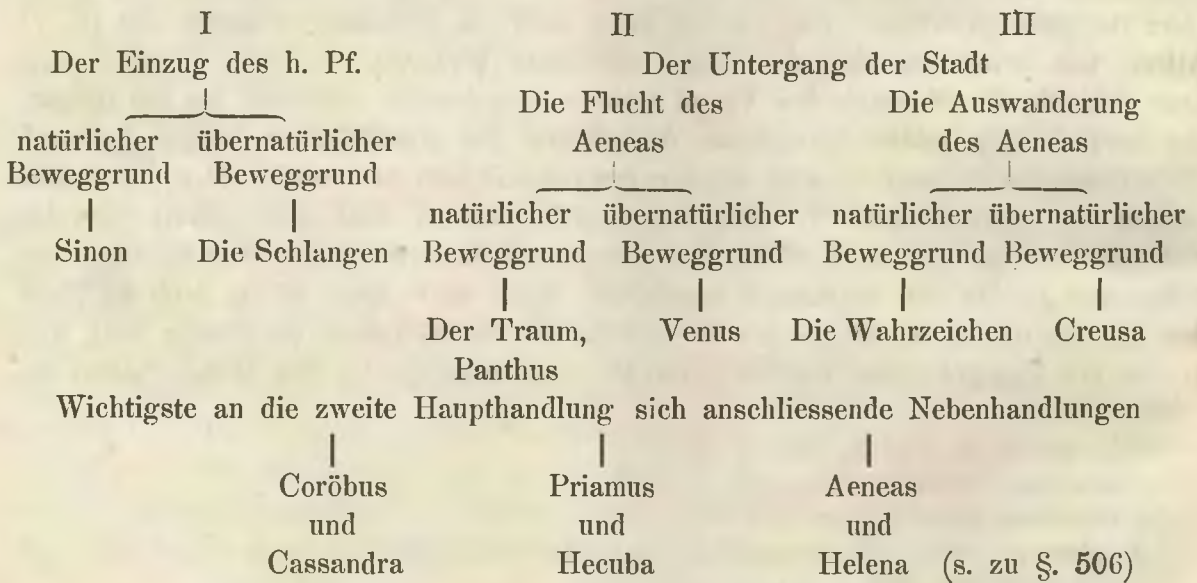 I II III
Der Einzug des h. Pf. Der Untergang der Stadt
Die Flucht des Die Auswanderung
natürlicher übernatürlicher Aeneas des Aeneas
Beweggrund Beweggrund
natürlicher übernatürlicher natürlicher übernatürlicher
Sinon Die Schlangen Beweggrund Beweggrund Beweggrund Beweggrund
Der Traum, Venus Die Wahrzeichen Creusa
Panthus
Wichtigste an die zweite Haupthandlung sich anschliessende Nebenhandlungen
Coröbus Priamus Aeneas
und und und
Cassandra Hecuba Helena (s. zu §. 506)